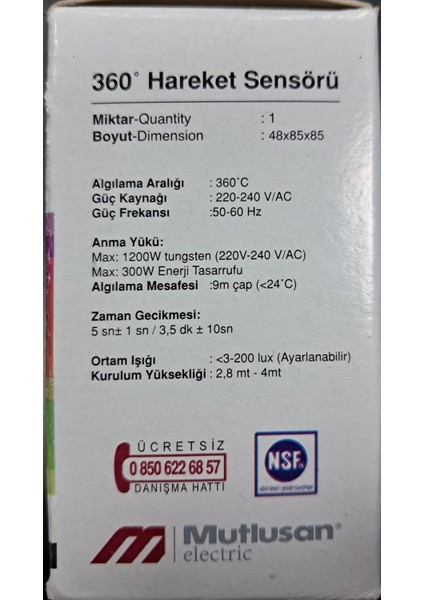 360° Hareket Sensörü
Miktar-Quantity : 1
Boyut-Dimension : 48x85x85
Algılama Aralığı : 360°C
Güç Kaynağı : 220-240 V/AC
Güç Frekansı :50-60 Hz
Anma Yükü:
Max: 1200W tungsten (220V-240 V/AC)
Max: 300W Enerji Tasarrufu
Algılama Mesafesi :9m çap (<24°C)
Zaman Gecikmesi:
5 sn± 1 sn / 3,5 dk ± 10sn
Ortam Işığı : <3-200 lux (Ayarlanabilir)
Kurulum Yüksekliği : 2,8 mt - 4mt
ÜCRETSİZ
0 850 622 68 57
DANIŞMA HATTI
NSF®
Mutlusan®
electric